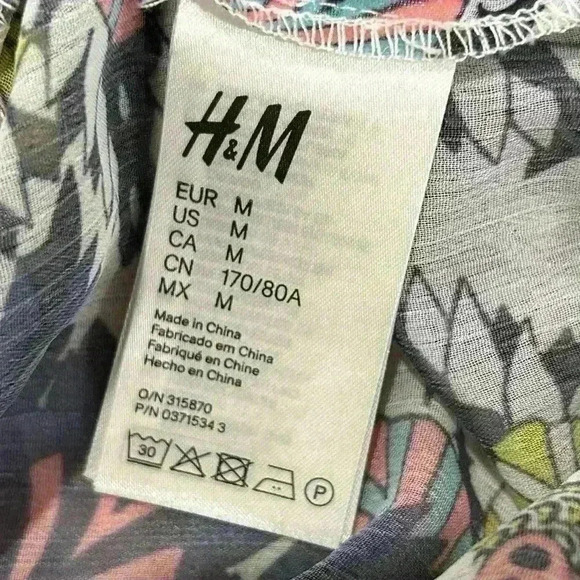 H&M
EUR M
US M
CA M
CN 170/80A
MX M
Made in China
Fabricado em China
Fabriqué en Chine
Hecho en China
O/N 315870
P/N 0371534 3
30
P